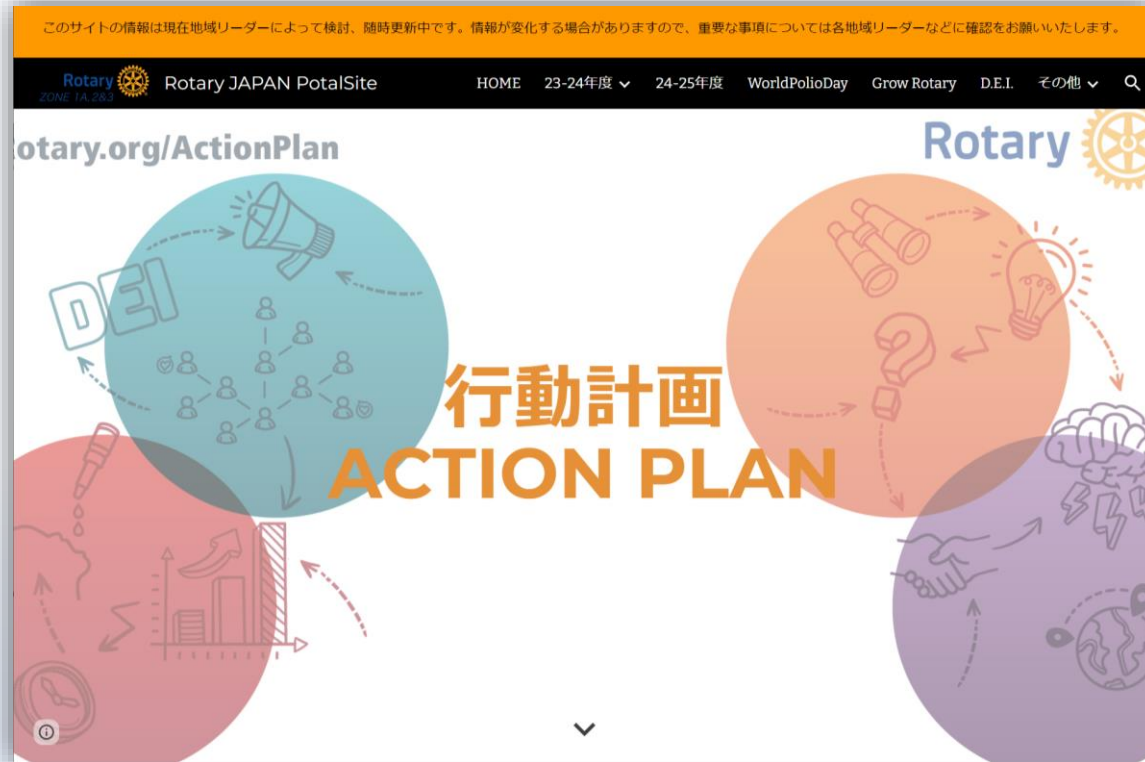 このサイトの情報は現在地域リーダーによって検討、随時更新中です。情報が変化する場合がありますので、重要な事項については各地域リーダーなどに確認をお願いいたします。
Rotary
ZONE 1A,2&3
Rotary JAPAN PotalSite
HOME 23-24年度 24-25年度 WorldPolioDay Grow Rotary D.E.I. その他
otary.org/ActionPlan
Rotary
DEI
?
行動計画
ACTION PLAN